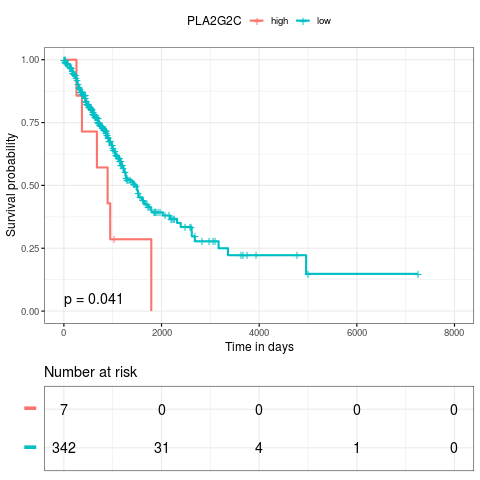 PLA2G2C high low
1.00
0.75
0.50
0.25
0.00
Survival probability
p = 0.041
0 2000 4000 6000 8000
Time in days
Number at risk
7 0 0 0 0
342 31 4 1 0